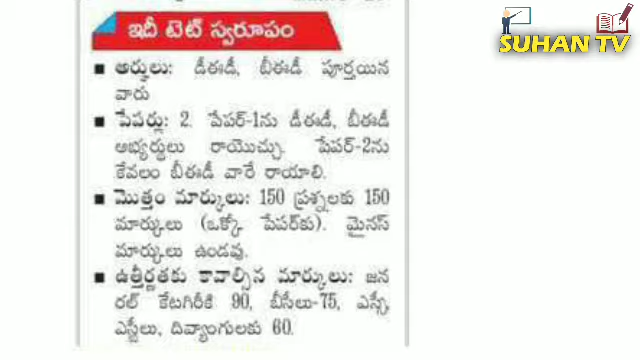 SUHAN TV
ఇదీ టెట్ స్వరూపం
■ అర్హులు: డీఈడీ, బీఈడీ పూర్తయిన
వారు
■ పేపర్లు: 2. పేపర్-1ను డీఈడీ, బీఈడీ
అభ్యర్థులు రాయొచ్చు. పేపర్-2ను
కేవలం బీఈడీ వారే రాయాలి.
■ మొత్తం మార్కులు: 150 ప్రశ్నలకు 150
మార్కులు (ఒక్కో పేపర్‌కు). మైనస్
మార్కులు ఉండవు.
■ ఉత్తీర్ణతకు కావాల్సిన మార్కులు: జన
రల్ కేటగిరీకి 90, బీసీలు-75, ఎస్సీ
ఎస్టీలు, దివ్యాంగులకు 60.